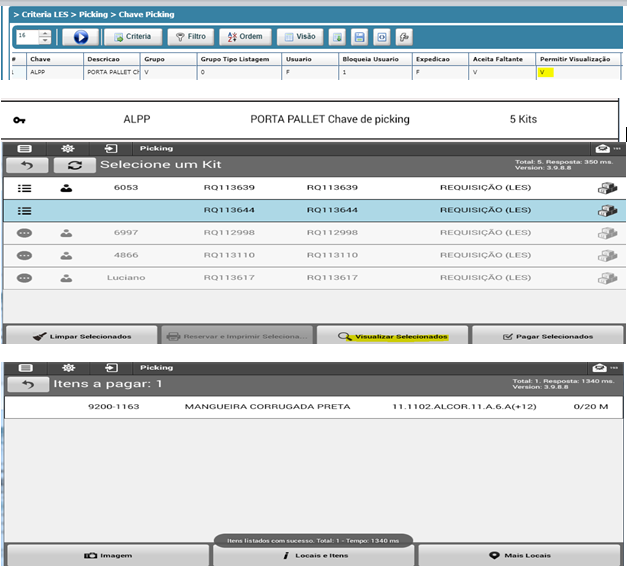 > Criteria LES > Picking > Chave Picking
16 Criteria Filtro Ordem Visão
# Chave Descricao Grupo Grupo Tipo Listagem Usuario Bloqueia Usuario Expedicao Aceita Faltante Permitir Visualização
1 ALPP PORTA PALLET Ch V 0 F 1 F V V
ALPP PORTA PALLET Chave de picking 5 Kits
Picking
Selecione um Kit Total: 5. Resposta: 350 ms.
Version: 3.9.8.8
6053 RQ113639 RQ113639 REQUISIÇÃO (LES)
RQ113644 RQ113644 REQUISIÇÃO (LES)
6997 RQ112998 RQ112998 REQUISIÇÃO (LES)
4866 RQ113110 RQ113110 REQUISIÇÃO (LES)
Luciano RQ113617 RQ113617 REQUISIÇÃO (LES)
Limpar Selecionados Reservar e Imprimir Seleciona... Visualizar Selecionados Pagar Selecionados
Picking
Itens a pagar: 1 Total: 1. Resposta: 1340 ms.
Version: 3.9.8.8
9200-1163 MANGUEIRA CORRUGADA PRETA 11.1102.ALCOR.11.A.6.A(+12) 0/20 M
Itens listados com sucesso. Total: 1 - Tempo: 1340 ms
Imagem Locais e Itens Mais Locais